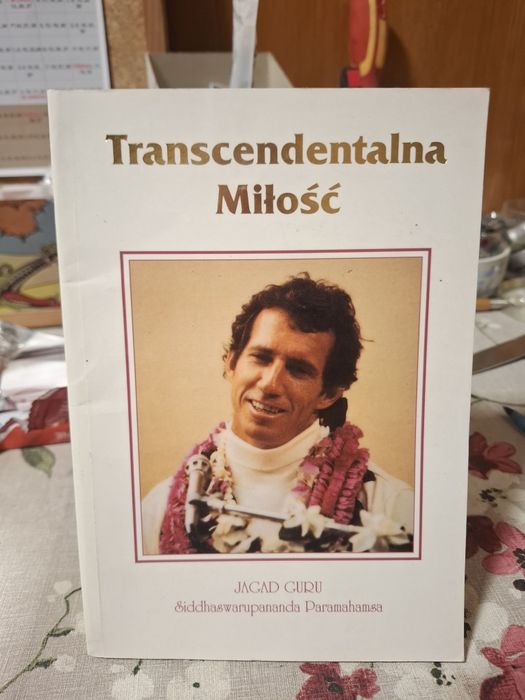 Transcendentalna
Miłość
JAGAD GURU
Siddhaswarupananda Paramahamsa